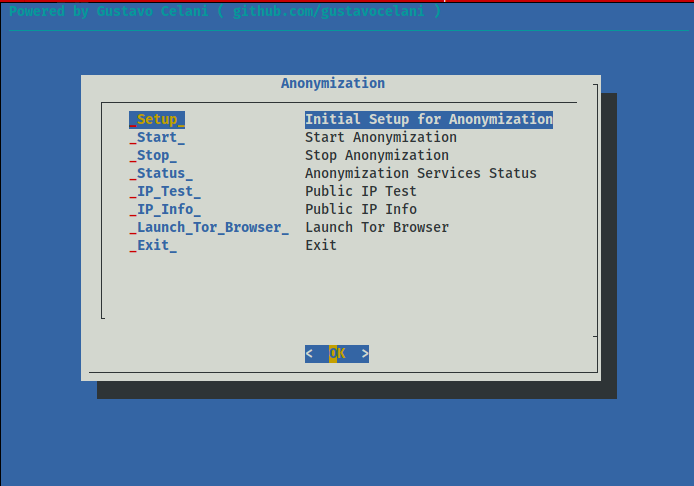 Powered by Gustavo Celani ( github.com/gustavocelani )
Anonymization
_Setup_ Initial Setup for Anonymization
_Start_ Start Anonymization
_Stop_ Stop Anonymization
_Status_ Anonymization Services Status
_IP_Test_ Public IP Test
_IP_Info_ Public IP Info
_Launch_Tor_Browser_ Launch Tor Browser
_Exit_ Exit
< OK >